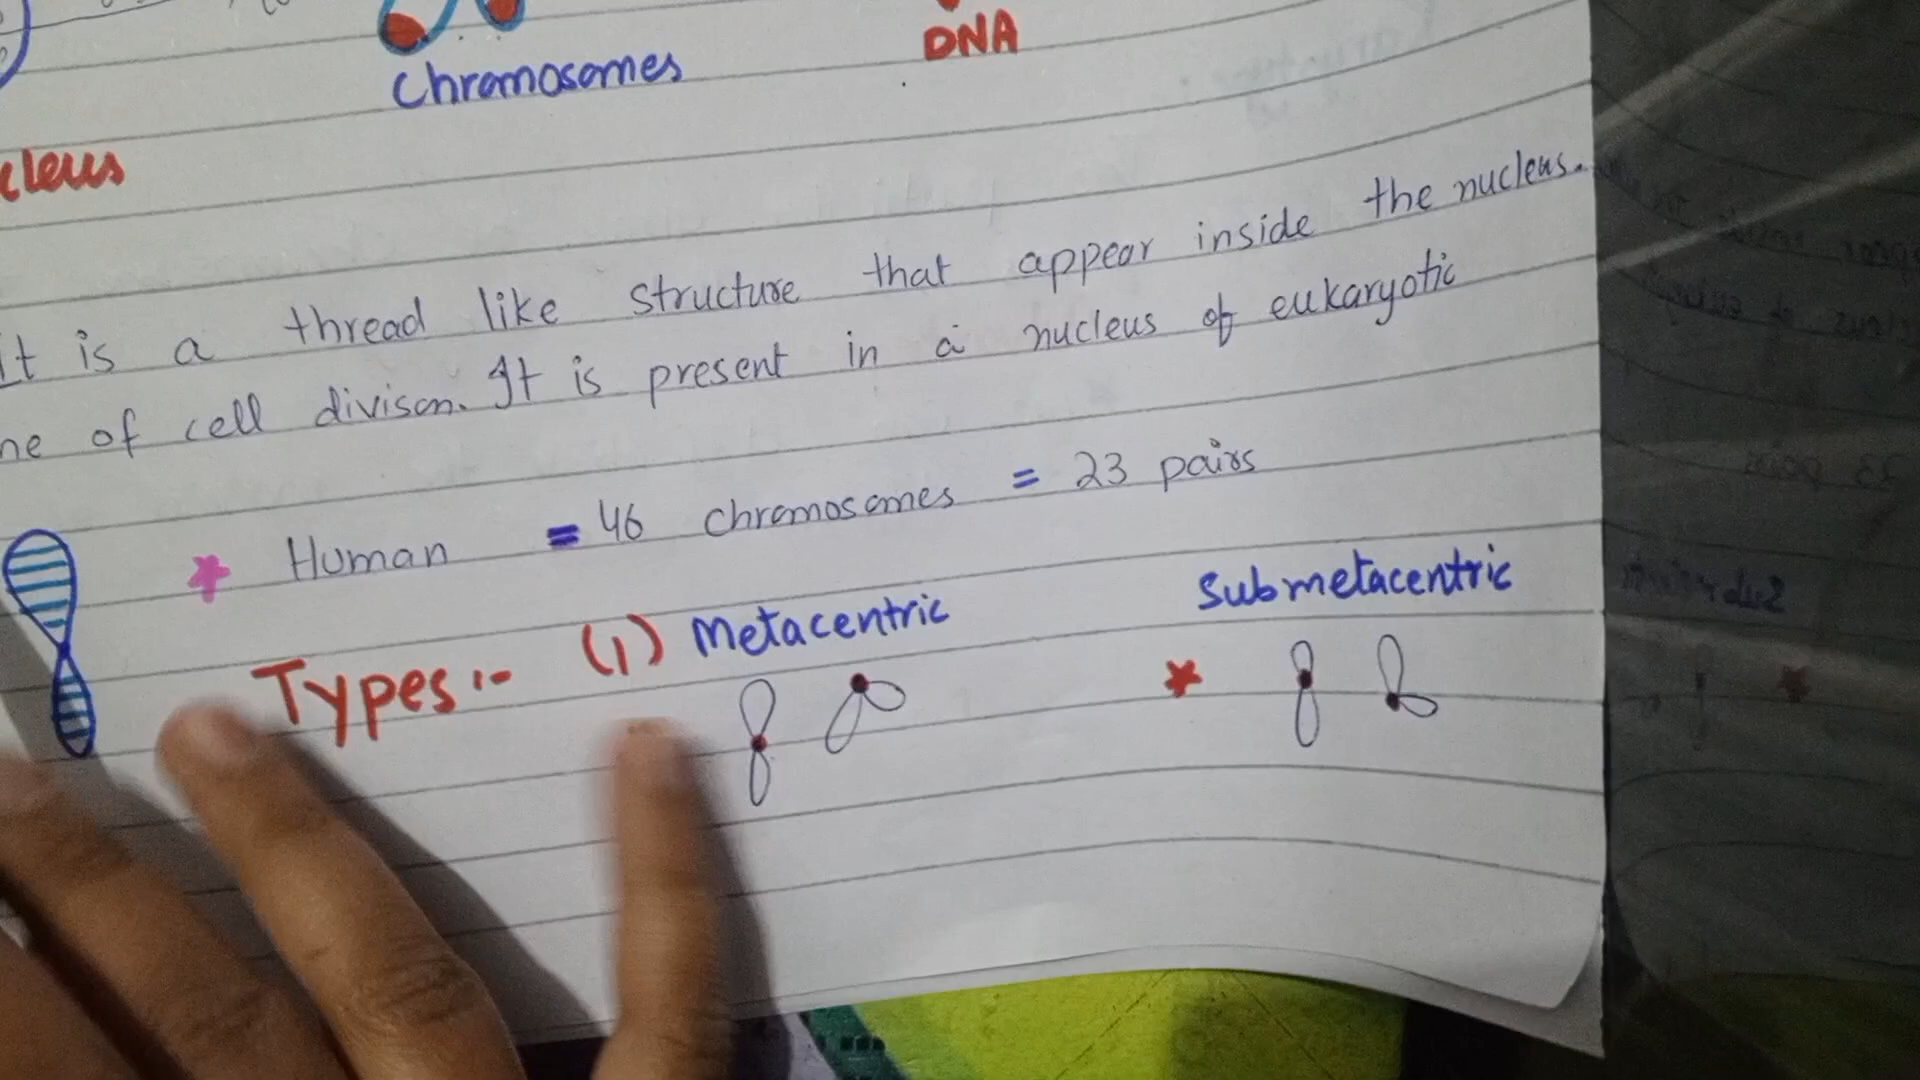 DNA
Chromosomes
cleus
It is a thread like structure that appear inside the nucleus.
ne of cell divison. It is present in a nucleus of eukaryotic
* Human = 46 chromosomes = 23 pairs
Types:- (1) Metacentric
* Submetacentric